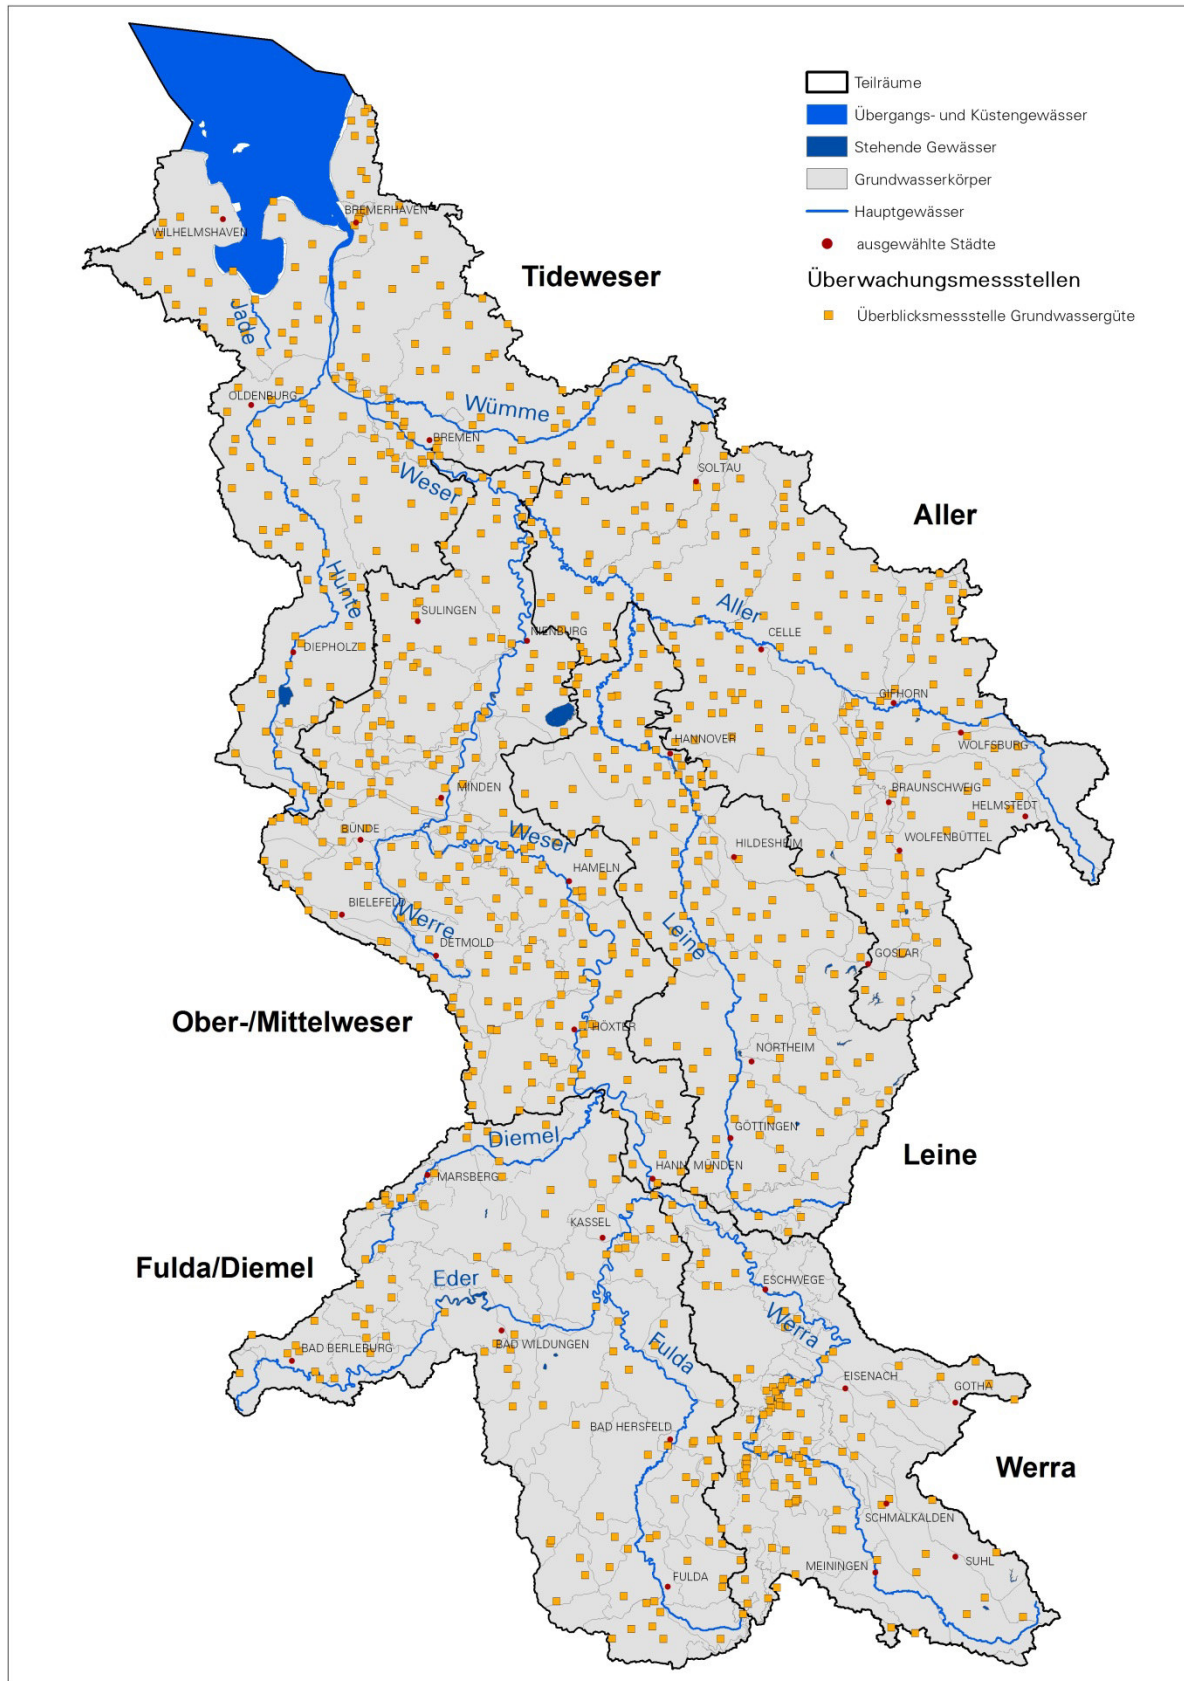 Teilräume
Übergangs- und Küstengewässer
Stehende Gewässer
Grundwasserkörper
Hauptgewässer
ausgewählte Städte
Überwachungsmessstellen
Überblicksmessstelle Grundwassergüte
BREMERHAVEN
WILHELMSHAVEN
Tideweser
Jade
OLDENBURG
Wümme
BREMEN
Weser
SOLTAU
Aller
Hunte
SULINGEN
Aller
NIENBURG
CELLE
DIEPHOLZ
GIFHORN
HANNOVER
WOLFSBURG
MINDEN
BRAUNSCHWEIG
HELMSTEDT
BÜNDE
Weser
WOLFENBÜTTEL
HILDESHEIM
HAMELN
BIELEFELD
Werre
Leine
DETMOLD
GOSLAR
Ober-/Mittelweser
HÖXTER
NORTHEIM
GÖTTINGEN
Diemel
Leine
MARSBERG
HANN. MÜNDEN
KASSEL
Fulda/Diemel
Eder
ESCHWEGE
Werra
BAD BERLEBURG
BAD WILDUNGEN
Fulda
EISENACH
GOTHA
BAD HERSFELD
Werra
SCHMALKALDEN
SUHL
MEININGEN
FULDA